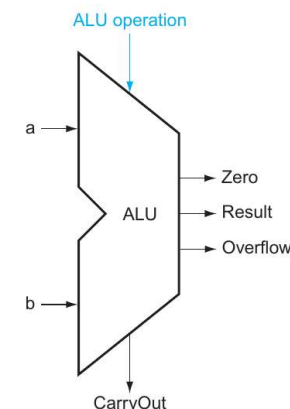 ALU operation
a
Zero
ALU
Result
Overflow
b
CarryOut